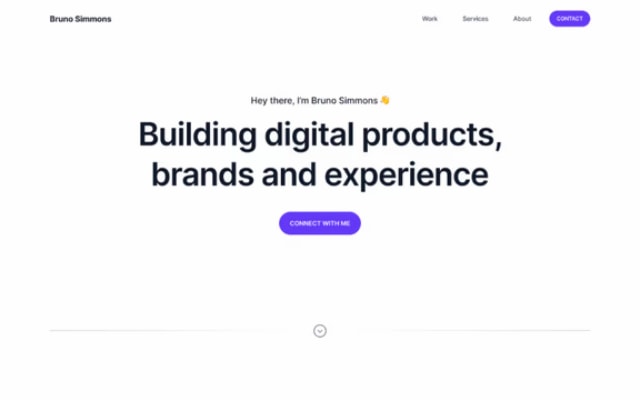 Bruno Simmons
Work
Services
About
CONTACT
Hey there, I'm Bruno Simmons 👋
Building digital products,
brands and experience
CONNECT WITH ME